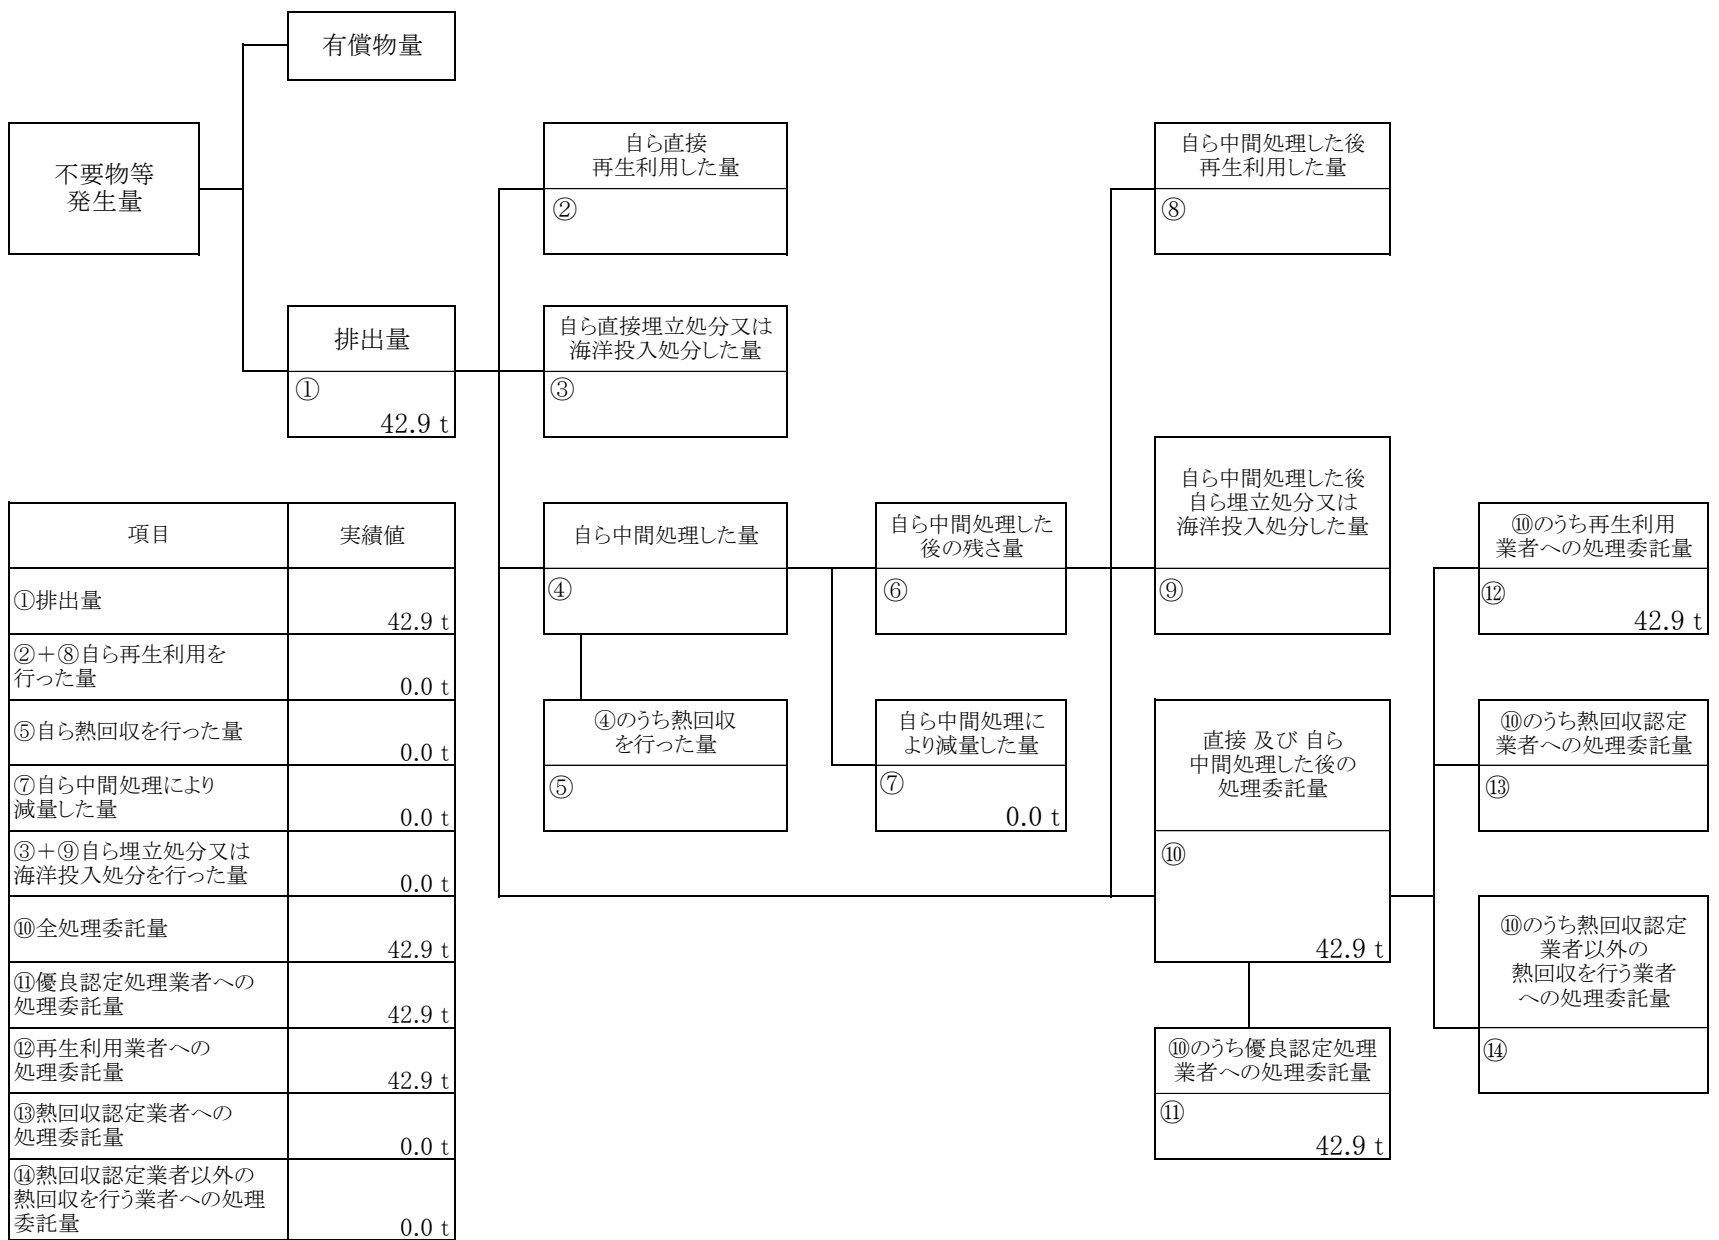 有償物量
不要物等
発生量
自ら直接
再生利用した量
②
自ら中間処理した後
再生利用した量
⑧
排出量
①
42.9 t
自ら直接埋立処分又は
海洋投入処分した量
③
自ら中間処理した量
④
自ら中間処理した
後の残さ量
⑥
自ら中間処理した後
自ら埋立処分又は
海洋投入処分した量
⑨
⑩のうち再生利用
業者への処理委託量
⑫
42.9 t
④のうち熱回収
を行った量
⑤
自ら中間処理に
より減量した量
⑦
0.0 t
直接 及び 自ら
中間処理した後の
処理委託量
⑩
42.9 t
⑩のうち熱回収認定
業者への処理委託量
⑬
⑩のうち熱回収認定
業者以外の
熱回収を行う業者
への処理委託量
⑭
⑩のうち優良認定処理
業者への処理委託量
⑪
42.9 t
項目 実績値
①排出量
42.9 t
②＋⑧自ら再生利用を
行った量
0.0 t
⑤自ら熱回収を行った量
0.0 t
⑦自ら中間処理により
減量した量
0.0 t
③＋⑨自ら埋立処分又は
海洋投入処分を行った量
0.0 t
⑩全処理委託量
42.9 t
⑪優良認定処理業者への
処理委託量
42.9 t
⑫再生利用業者への
処理委託量
42.9 t
⑬熱回収認定業者への
処理委託量
0.0 t
⑭熱回収認定業者以外の
熱回収を行う業者への処理
委託量
0.0 t